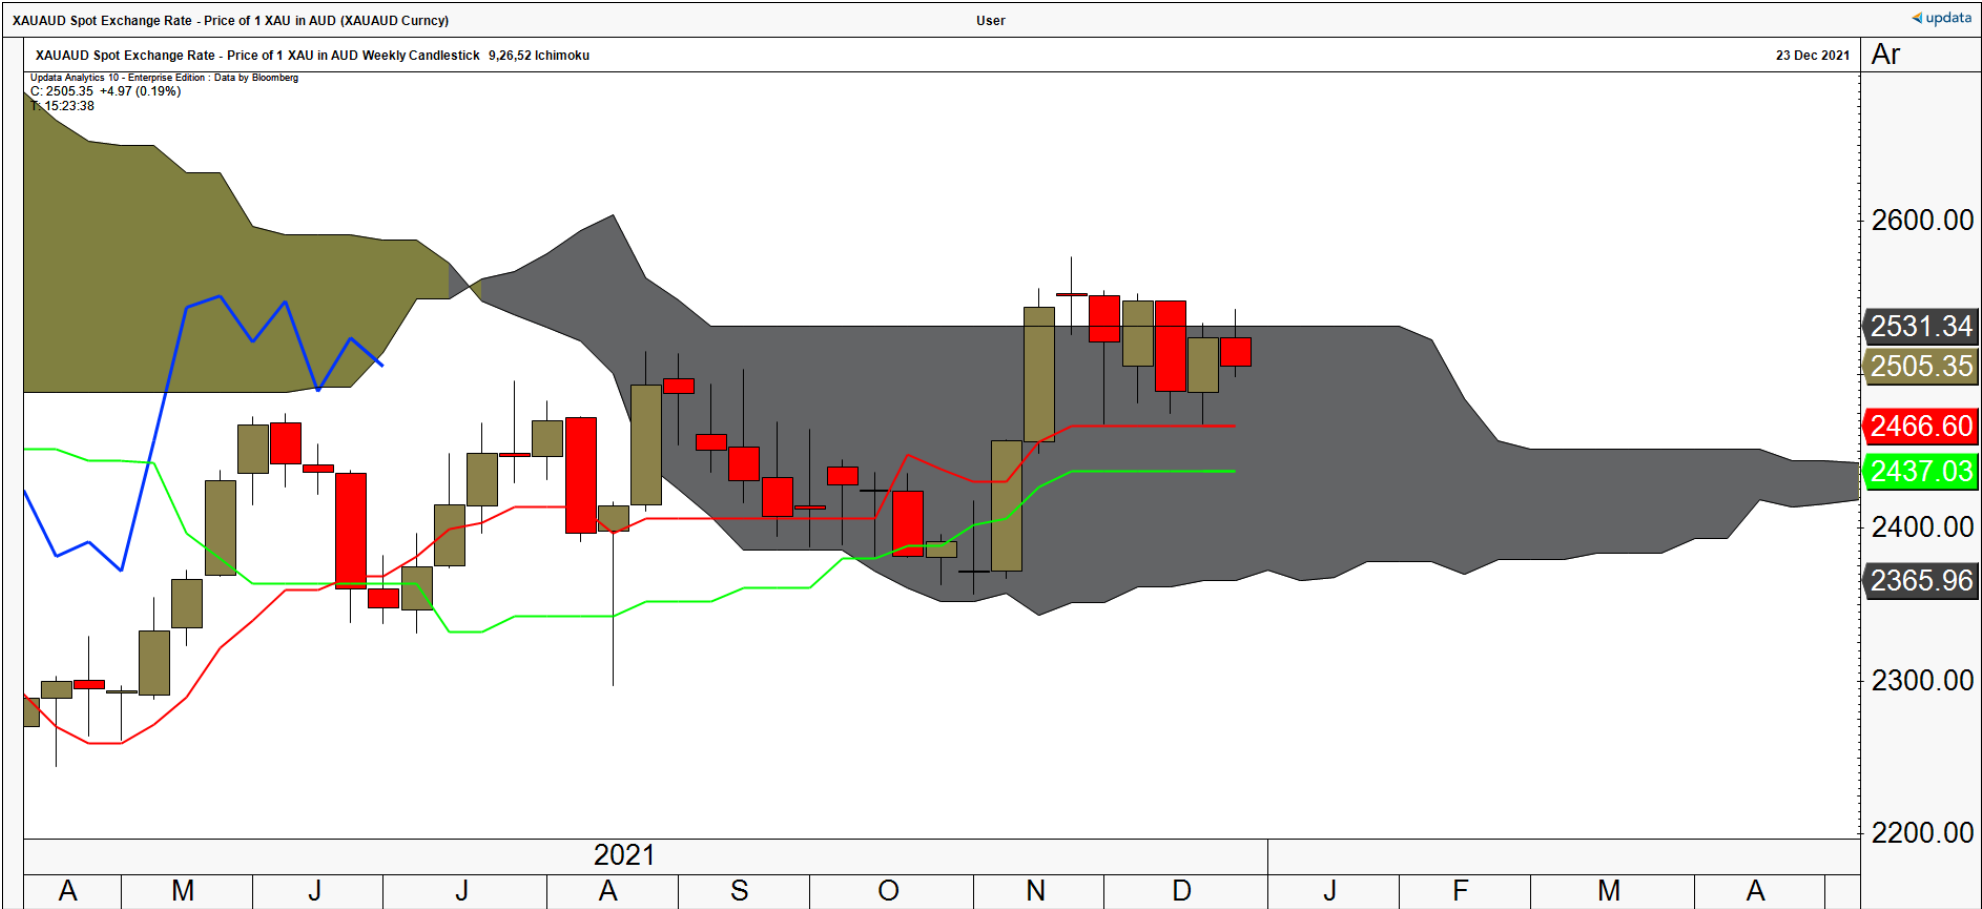 XAUAUD Spot Exchange Rate - Price of 1 XAU in AUD (XAUAUD Curncy)
User
updata
XAUAUD Spot Exchange Rate - Price of 1 XAU in AUD Weekly Candlestick 9,26,52 Ichimoku
23 Dec 2021
Ar
Updata Analytics 10 - Enterprise Edition : Data by Bloomberg
C: 2505.35 +4.97 (0.19%)
T: 15:23:38
2600.00
2531.34
2505.35
2466.60
2437.03
2400.00
2365.96
2300.00
2200.00
2021
A M J J A S O N D J F M A